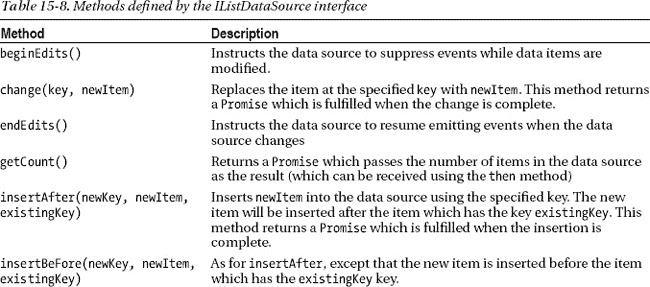 Table 15-8. Methods defined by the IListDataSource interface
Method Description
beginEdits() Instructs the data source to suppress events while data items are
modified.
change(key, newItem) Replaces the item at the specified key with newItem. This method returns
a Promise which is fulfilled when the change is complete.
endEdits() Instructs the data source to resume emitting events when the data
source changes
getCount() Returns a Promise which passes the number of items in the data source
as the result (which can be received using the then method)
insertAfter(newKey, newItem, Inserts newItem into the data source using the specified key. The new
existingKey) item will be inserted after the item which has the key existingKey. This
method returns a Promise which is fulfilled when the insertion is
complete.
insertBeFore(newKey, newItem, As for insertAfter, except that the new item is inserted before the item
existingKey) which has the existingKey key.